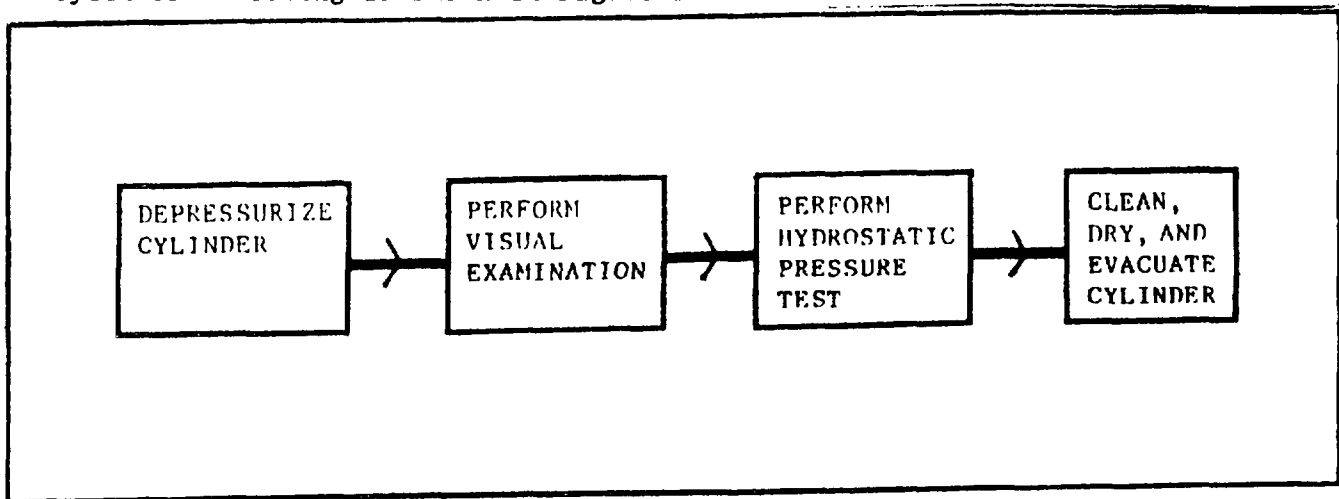 DEPRESSURIZE
CYLINDER
PERFORM
VISUAL
EXAMINATION
PERFORM
HYDROSTATIC
PRESSURE
TEST
CLEAN,
DRY, AND
EVACUATE
CYLINDER